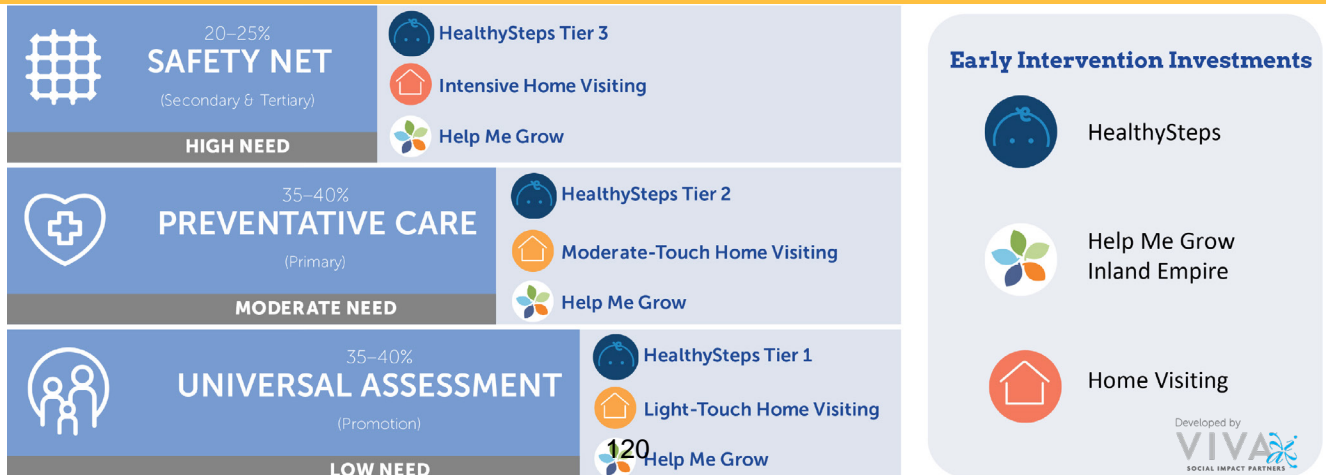 20–25%
SAFETY NET
(Secondary & Tertiary)
HIGH NEED
HealthySteps Tier 3
Intensive Home Visiting
Help Me Grow
35–40%
PREVENTATIVE CARE
(Primary)
MODERATE NEED
HealthySteps Tier 2
Moderate-Touch Home Visiting
Help Me Grow
35–40%
UNIVERSAL ASSESSMENT
(Promotion)
LOW NEED
HealthySteps Tier 1
Light-Touch Home Visiting
120
Help Me Grow
Early Intervention Investments
HealthySteps
Help Me Grow
Inland Empire
Home Visiting
Developed by
VIVA
SOCIAL IMPACT PARTNERS